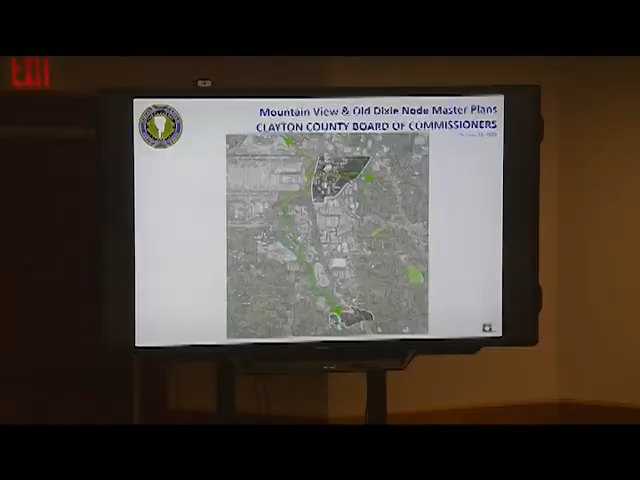 EXIT
Mountain View & Old Dixie Node Master Plans
CLAYTON COUNTY BOARD OF COMMISSIONERS